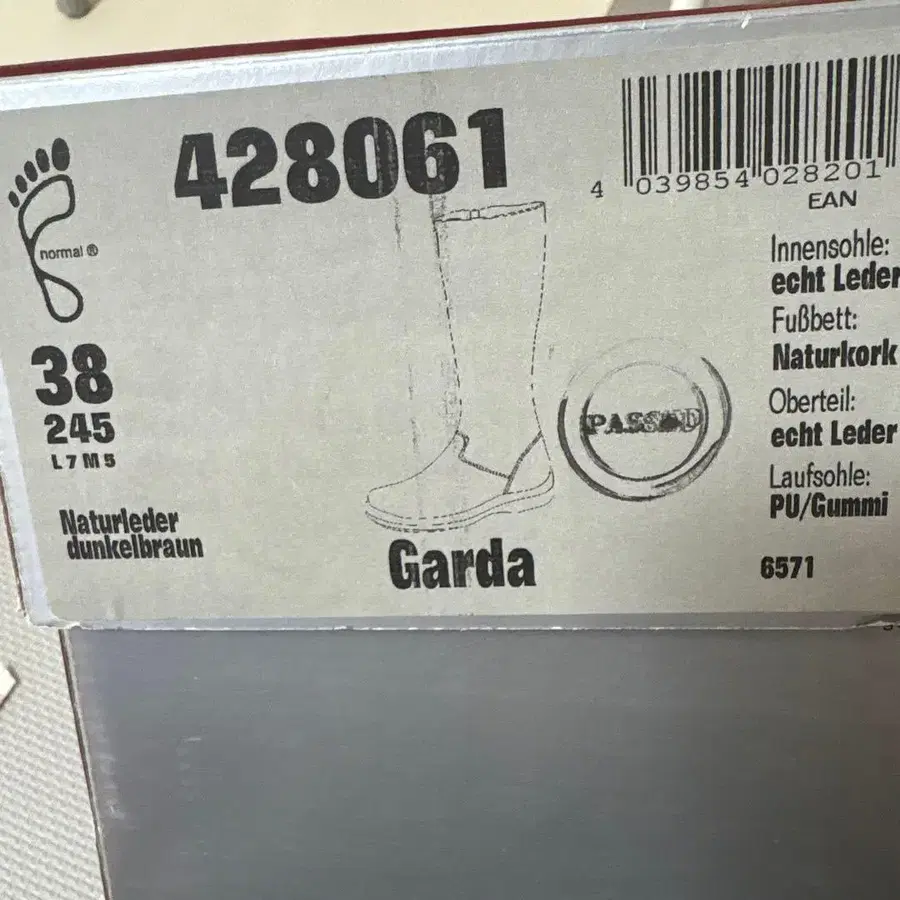 428061
4 039854 028201
EAN
normal ®
Innensohle:
echt Leder
Fußbett:
Naturkork
Oberteil:
echt Leder
Laufsohle:
PU/Gummi
6571
38
245
L 7 M 5
Naturleder
dunkelbraun
PASSED
Garda